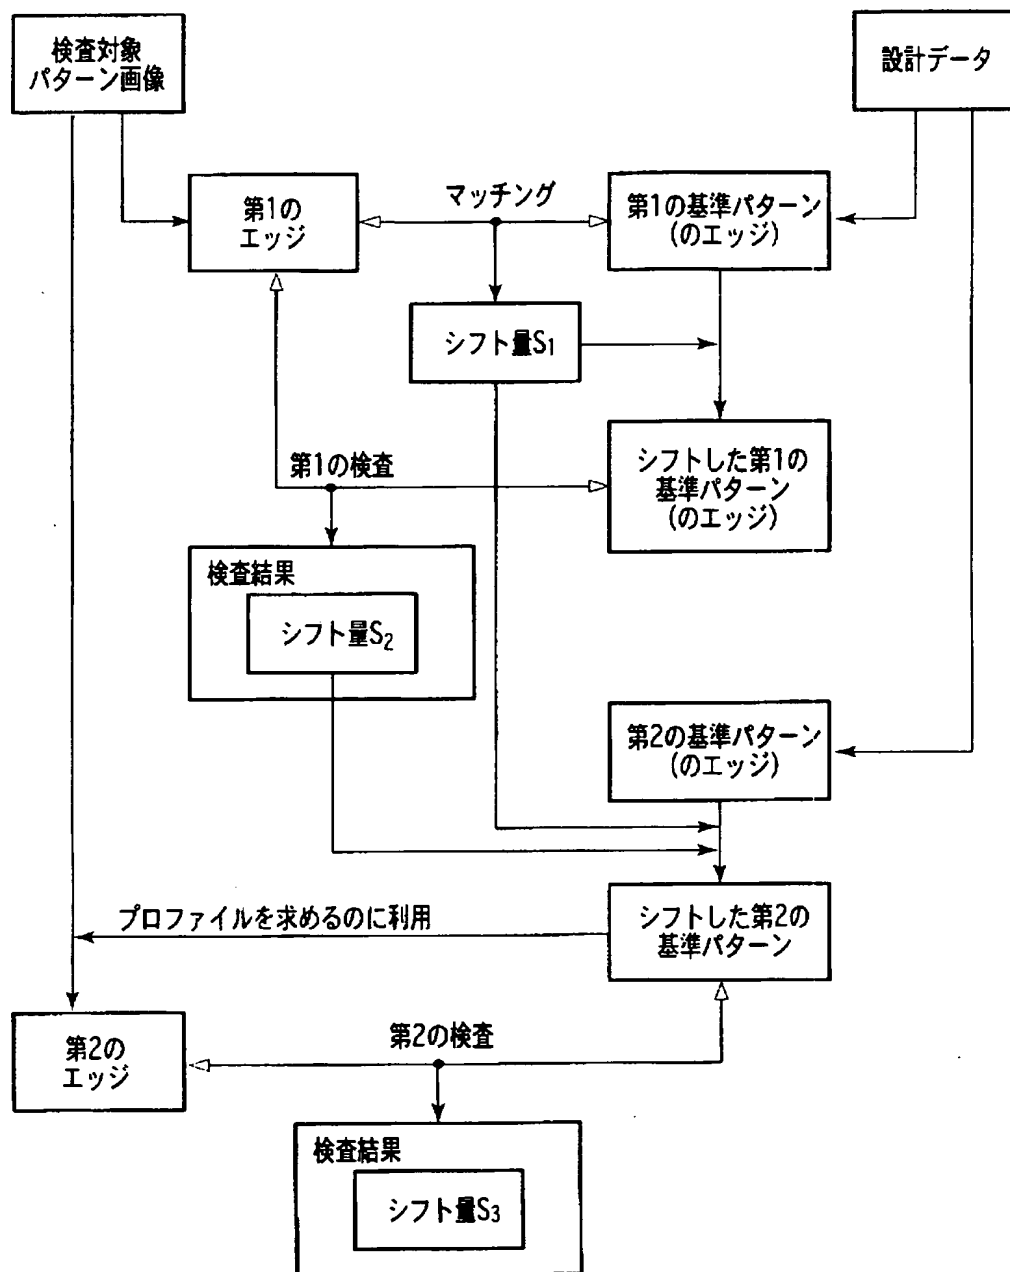 検査対象
パターン画像
設計データ
第1の
エッジ
マッチング
第1の基準パターン
(のエッジ)
シフト量S1
第1の検査
シフトした第1の
基準パターン
(のエッジ)
検査結果
シフト量S2
第2の基準パターン
(のエッジ)
プロファイルを求めるのに利用
シフトした第2の
基準パターン
第2の
エッジ
第2の検査
検査結果
シフト量S3